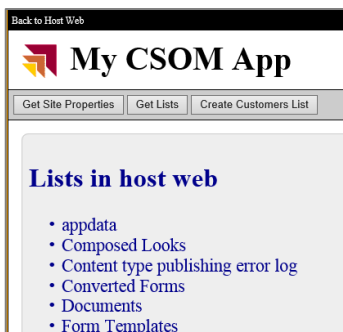 Back to Host Web
My CSOM App
Get Site Properties Get Lists Create Customers List
Lists in host web
• appdata
• Composed Looks
• Content type publishing error log
• Converted Forms
• Documents
• Form Templates